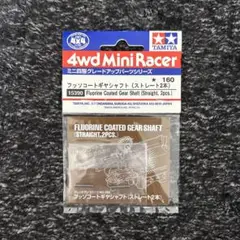 TAMIYA
4wd Mini Racer
ミニ四駆グレードアップパーツシリーズ
★ 160
フッソコートギヤシャフト (ストレート2本)
Fluorine Coated Gear Shaft (Straight, 2pcs.)
FLUORINE COATED GEAR SHAFT
(STRAIGHT, 2PCS.)
フッソコートギヤシャフト(ストレート2本)